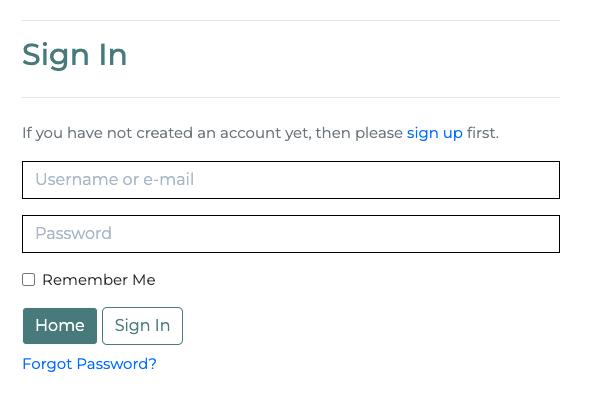 Sign In
If you have not created an account yet, then please sign up first.
Username or e-mail
Password
Remember Me
Home Sign In
Forgot Password?